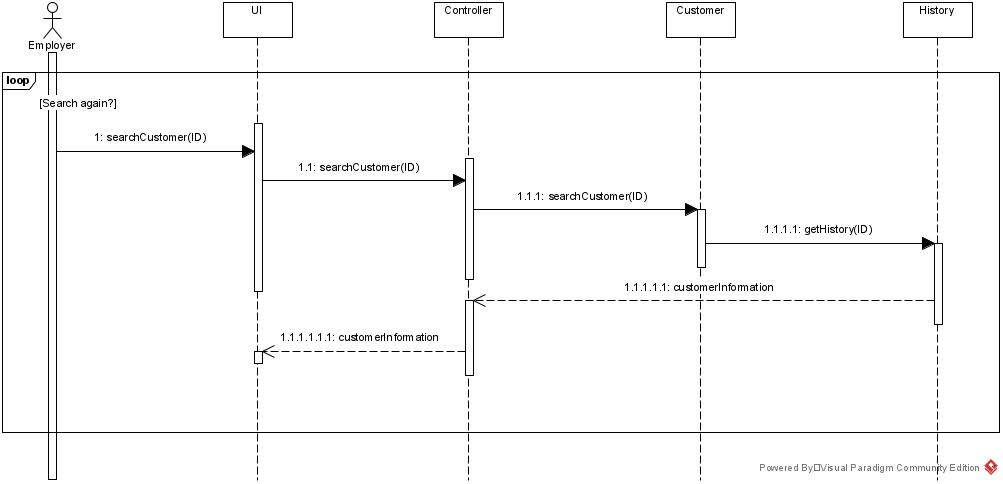 UI
Controller
Customer
History
Employer
loop
[Search again?]
1: searchCustomer(ID)
1.1: searchCustomer(ID)
1.1.1: searchCustomer(ID)
1.1.1.1: getHistory(ID)
1.1.1.1.1: customerInformation
1.1.1.1.1.1: customerInformation
Powered By Visual Paradigm Community Edition